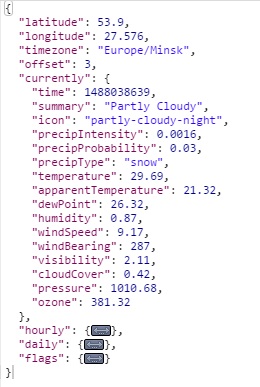 {
  "latitude": 53.9,
  "longitude": 27.576,
  "timezone": "Europe/Minsk",
  "offset": 3,
  "currently": {
    "time": 1488038639,
    "summary": "Partly Cloudy",
    "icon": "partly-cloudy-night",
    "precipIntensity": 0.0016,
    "precipProbability": 0.03,
    "precipType": "snow",
    "temperature": 29.69,
    "apparentTemperature": 21.32,
    "dewPoint": 26.32,
    "humidity": 0.87,
    "windSpeed": 9.17,
    "windBearing": 287,
    "visibility": 2.11,
    "cloudCover": 0.42,
    "pressure": 1010.68,
    "ozone": 381.32
  },
  "hourly": {↔},
  "daily": {↔},
  "flags": {↔}
}